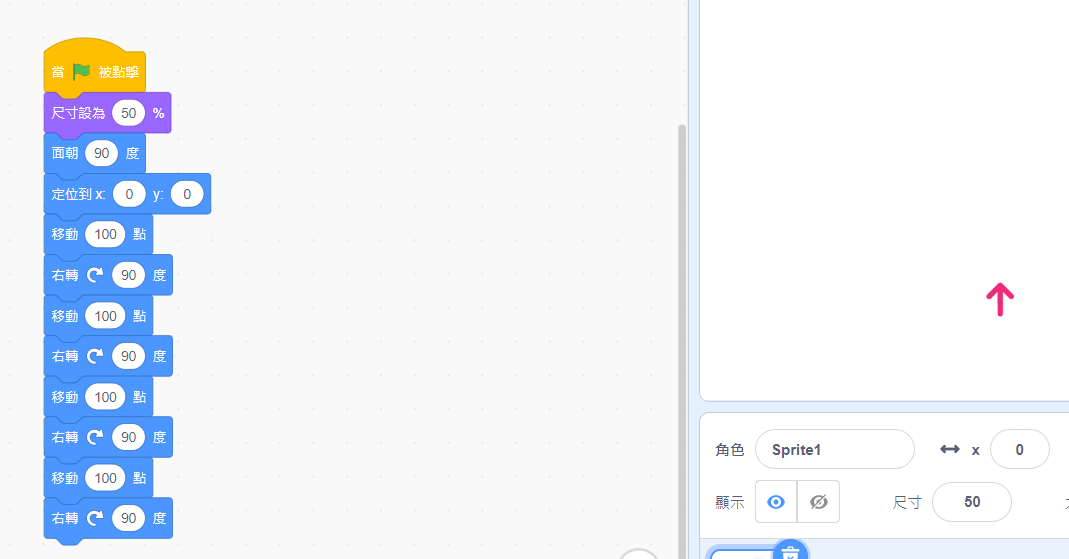 當 被點擊
尺寸設為 50 %
面朝 90 度
定位到 x: 0 y: 0
移動 100 點
右轉 90 度
移動 100 點
右轉 90 度
移動 100 點
右轉 90 度
移動 100 點
右轉 90 度
角色 Sprite1 x 0
顯示 尺寸 50